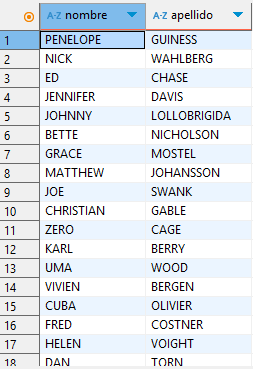 A-Z nombre A-Z apellido
1 PENELOPE GUINESS
2 NICK WAHLBERG
3 ED CHASE
4 JENNIFER DAVIS
5 JOHNNY LOLLOBRIGIDA
6 BETTE NICHOLSON
7 GRACE MOSTEL
8 MATTHEW JOHANSSON
9 JOE SWANK
10 CHRISTIAN GABLE
11 ZERO CAGE
12 KARL BERRY
13 UMA WOOD
14 VIVIEN BERGEN
15 CUBA OLIVIER
16 FRED COSTNER
17 HELEN VOIGHT
18 DAN TORN